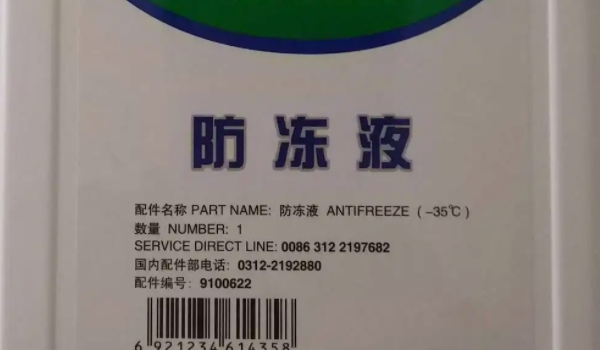 防冻液
配件名称 PART NAME: 防冻液 ANTIFREEZE (-35℃)
数量 NUMBER: 1
SERVICE DIRECT LINE: 0086 312 2197682
国内配件部电话: 0312-2192880
配件编号: 9100622
6 921234 614358